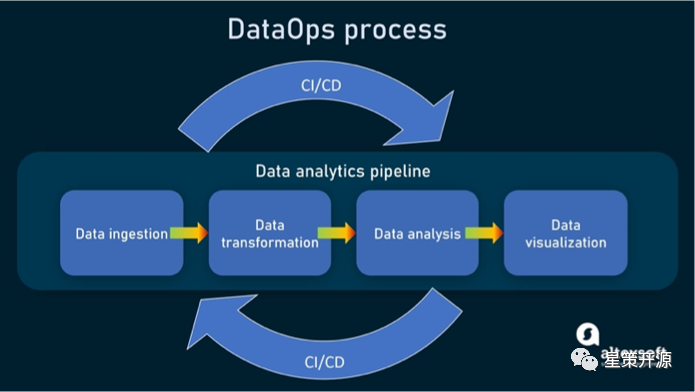 DataOps process
CI/CD
Data analytics pipeline
Data ingestion
Data
transformation
Data analysis
Data
visualization
CI/CD
星策开源